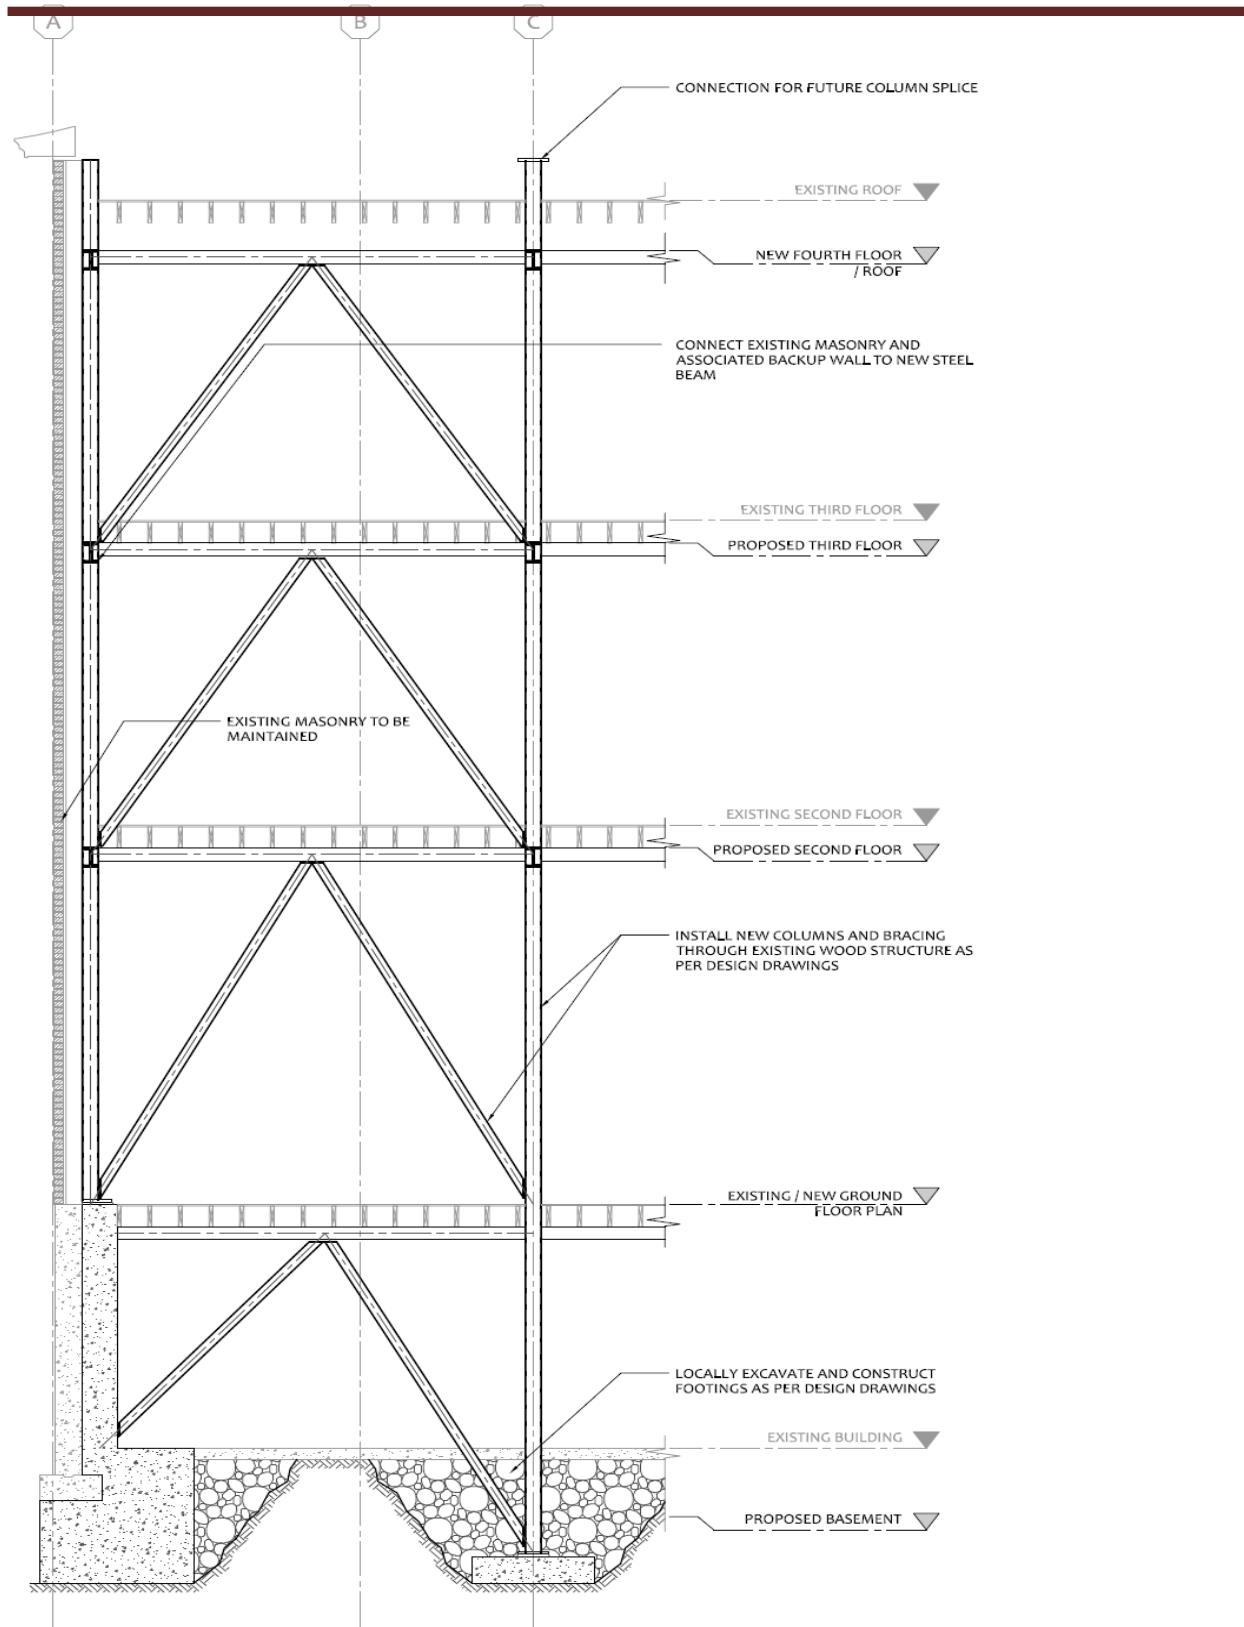 A
B
C
CONNECTION FOR FUTURE COLUMN SPLICE
EXISTING ROOF
NEW FOURTH FLOOR
/ ROOF
CONNECT EXISTING MASONRY AND
ASSOCIATED BACKUP WALL TO NEW STEEL
BEAM
EXISTING THIRD FLOOR
PROPOSED THIRD FLOOR
EXISTING MASONRY TO BE
MAINTAINED
EXISTING SECOND FLOOR
PROPOSED SECOND FLOOR
INSTALL NEW COLUMNS AND BRACING
THROUGH EXISTING WOOD STRUCTURE AS
PER DESIGN DRAWINGS
EXISTING / NEW GROUND
FLOOR PLAN
LOCALLY EXCAVATE AND CONSTRUCT
FOOTINGS AS PER DESIGN DRAWINGS
EXISTING BUILDING
PROPOSED BASEMENT